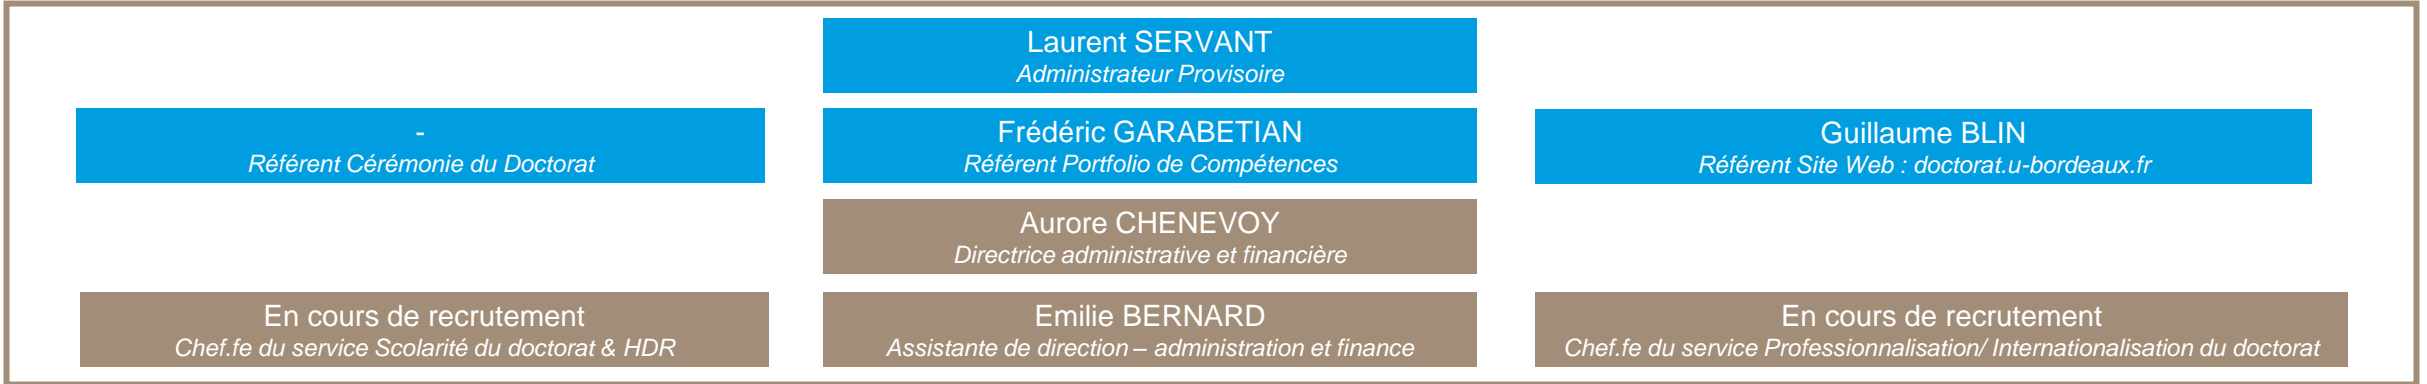 Laurent SERVANT
Administrateur Provisoire
-
Référent Cérémonie du Doctorat
Frédéric GARABETIAN
Référent Portfolio de Compétences
Guillaume BLIN
Référent Site Web : doctorat.u-bordeaux.fr
Aurore CHENEVOY
Directrice administrative et financière
En cours de recrutement
Chef.fe du service Scolarité du doctorat & HDR
Emilie BERNARD
Assistante de direction – administration et finance
En cours de recrutement
Chef.fe du service Professionnalisation/ Internationalisation du doctorat